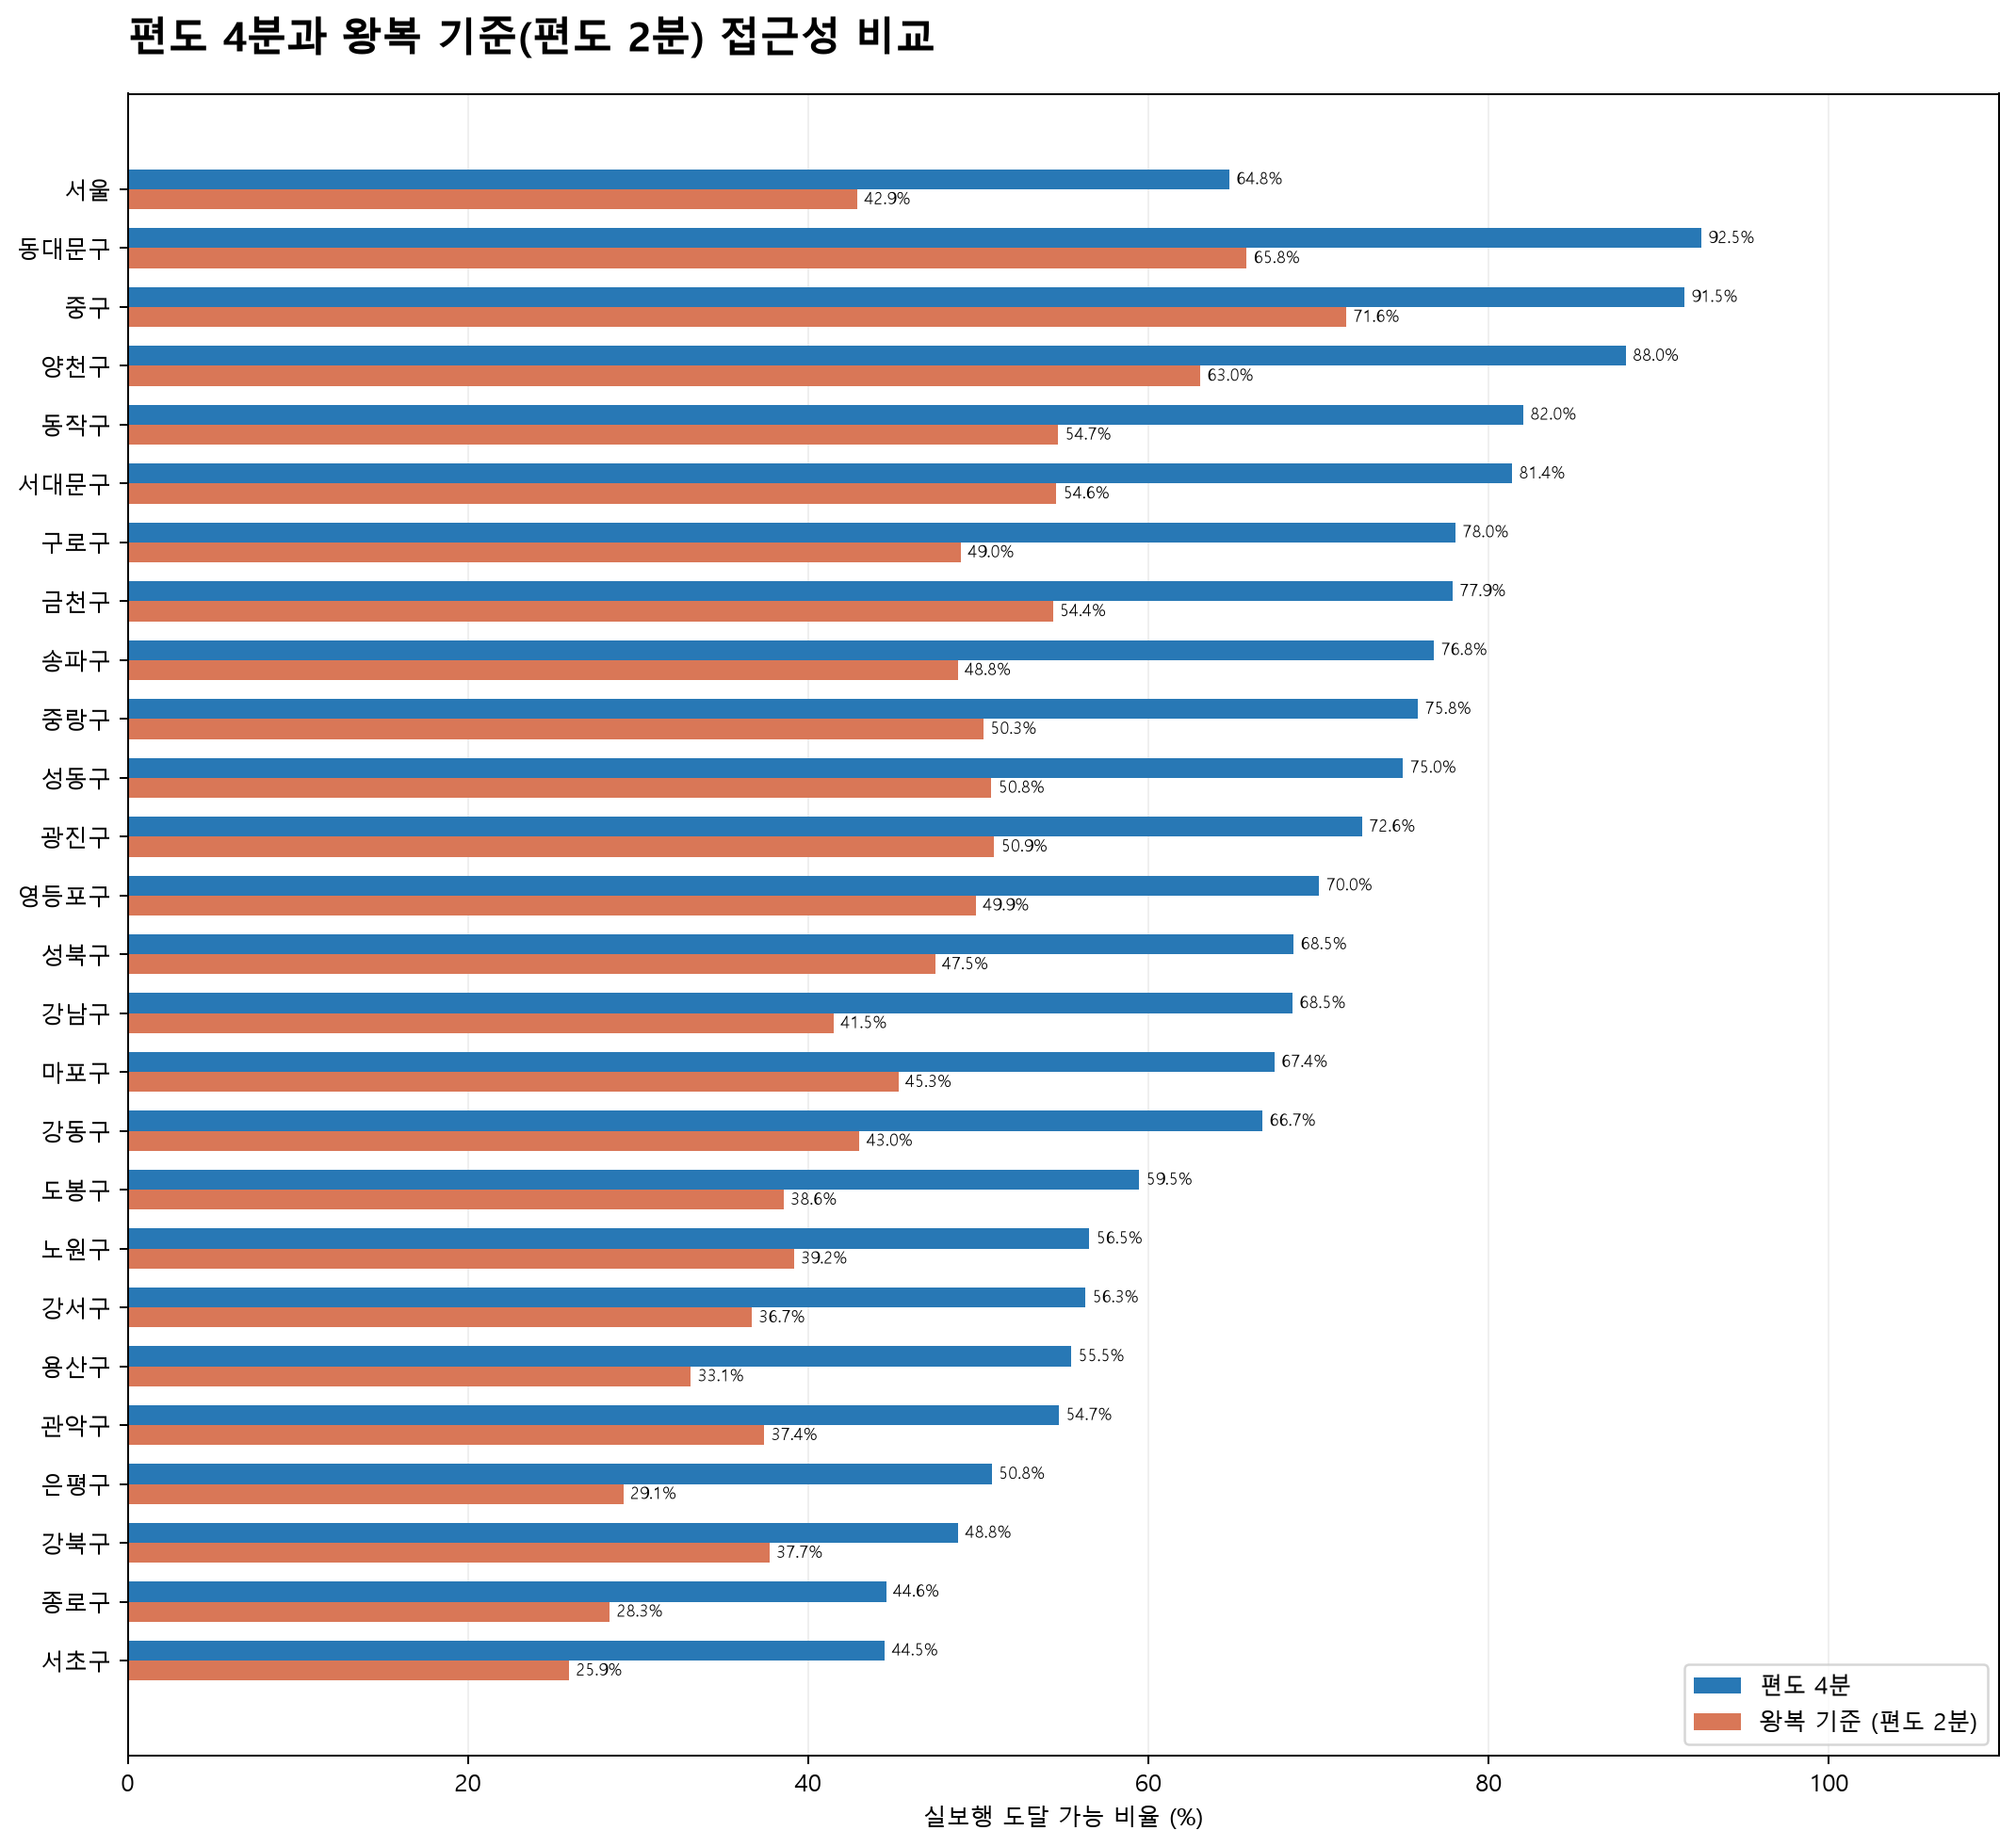 편도 4분과 왕복 기준(편도 2분) 접근성 비교
서울 64.8%
42.9%
동대문구 92.5%
65.8%
중구 91.5%
71.6%
양천구 88.0%
63.0%
동작구 82.0%
54.7%
서대문구 81.4%
54.6%
구로구 78.0%
49.0%
금천구 77.9%
54.4%
송파구 76.8%
48.8%
중랑구 75.8%
50.3%
성동구 75.0%
50.8%
광진구 72.6%
50.9%
영등포구 70.0%
49.9%
성북구 68.5%
47.5%
강남구 68.5%
41.5%
마포구 67.4%
45.3%
강동구 66.7%
43.0%
도봉구 59.5%
38.6%
노원구 56.5%
39.2%
강서구 56.3%
36.7%
용산구 55.5%
33.1%
관악구 54.7%
37.4%
은평구 50.8%
29.1%
강북구 48.8%
37.7%
종로구 44.6%
28.3%
서초구 44.5%
25.9%
편도 4분
왕복 기준 (편도 2분)
0 20 40 60 80 100
실보행 도달 가능 비율 (%)